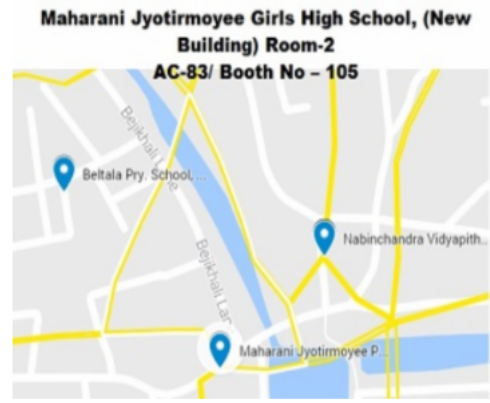 Maharani Jyotirmoyee Girls High School, (New
Building) Room-2
AC-83/ Booth No – 105
Bejikhali Lane
Beltala Pry. School, ...
Nabinchandra Vidyapith...
Bejikhali Lan
Maharani Jyotirmoyee P...